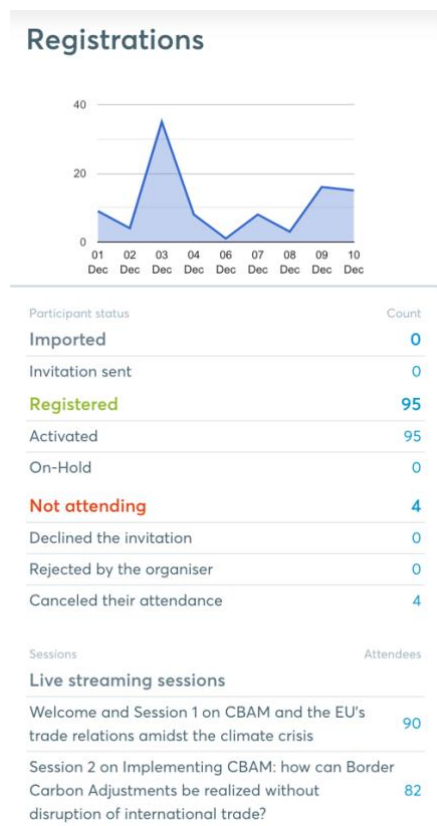 Registrations
40
20
0
01 02 03 04 06 07 08 09 10
Dec Dec Dec Dec Dec Dec Dec Dec Dec
Participant status Count
Imported 0
Invitation sent 0
Registered 95
Activated 95
On-Hold 0
Not attending 4
Declined the invitation 0
Rejected by the organiser 0
Canceled their attendance 4
Sessions Attendees
Live streaming sessions
Welcome and Session 1 on CBAM and the EU's
trade relations amidst the climate crisis 90
Session 2 on Implementing CBAM: how can Border
Carbon Adjustments be realized without 82
disruption of international trade?